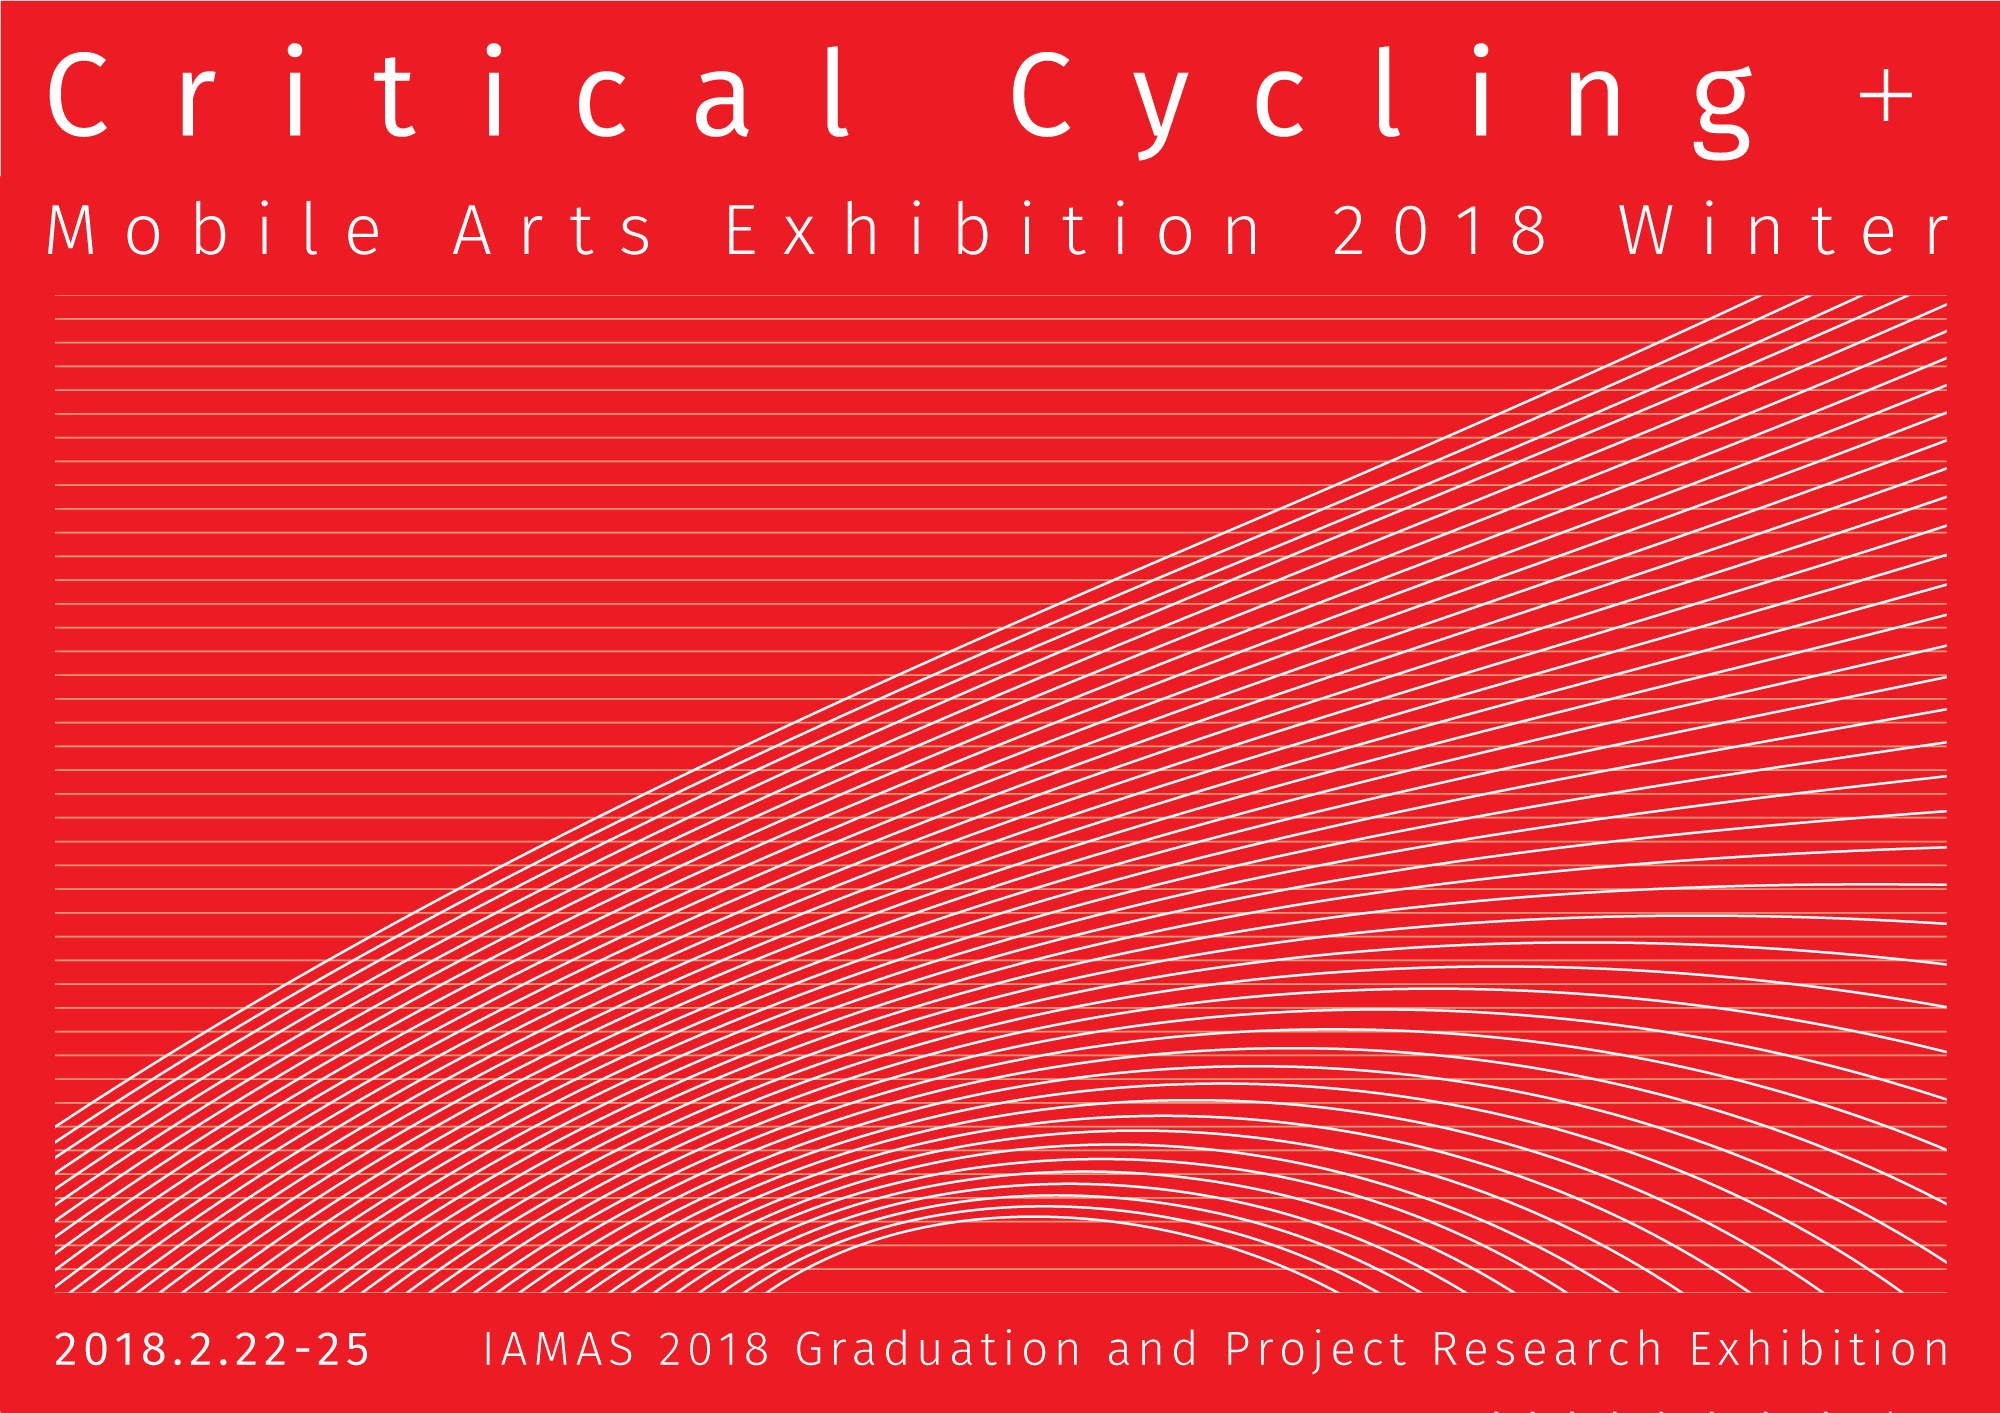 Critical Cycling +
Mobile Arts Exhibition 2018 Winter
2018.2.22-25 IAMAS 2018 Graduation and Project Research Exhibition